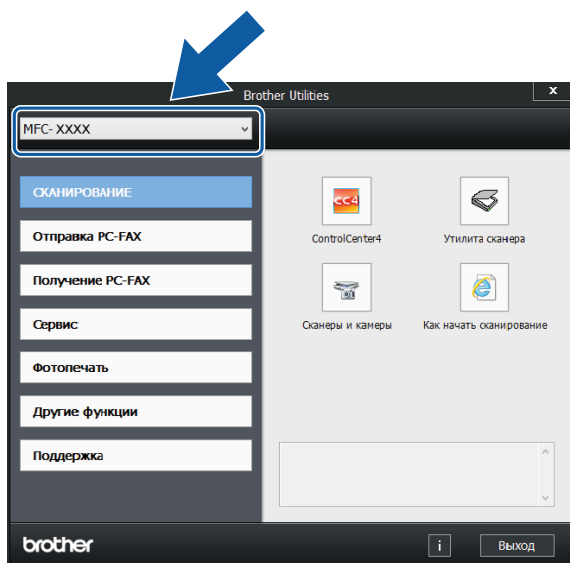 Brother Utilities
x
MFC- XXXX
СКАНИРОВАНИЕ
Отправка PC-FAX
Получение PC-FAX
Сервис
Фотопечать
Другие функции
Поддержка
CC4
ControlCenter4
Утилита сканера
Сканеры и камеры
Как начать сканирование
brother
i
Выход